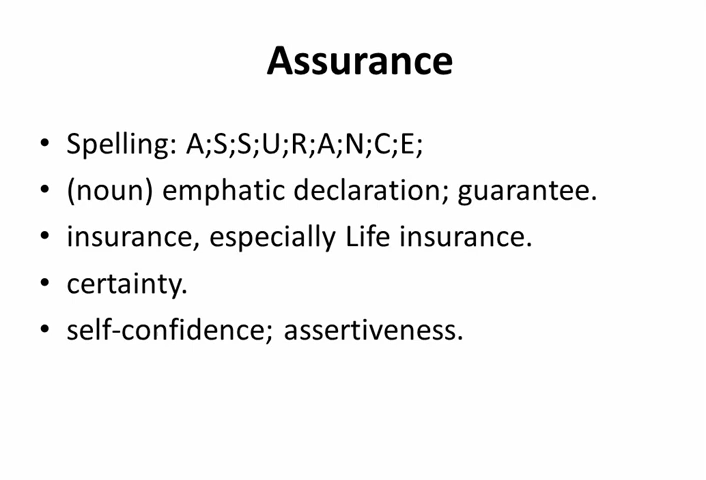 Assurance
• Spelling: A;S;S;U;R;A;N;C;E;
• (noun) emphatic declaration; guarantee.
• insurance, especially Life insurance.
• certainty.
• self-confidence; assertiveness.